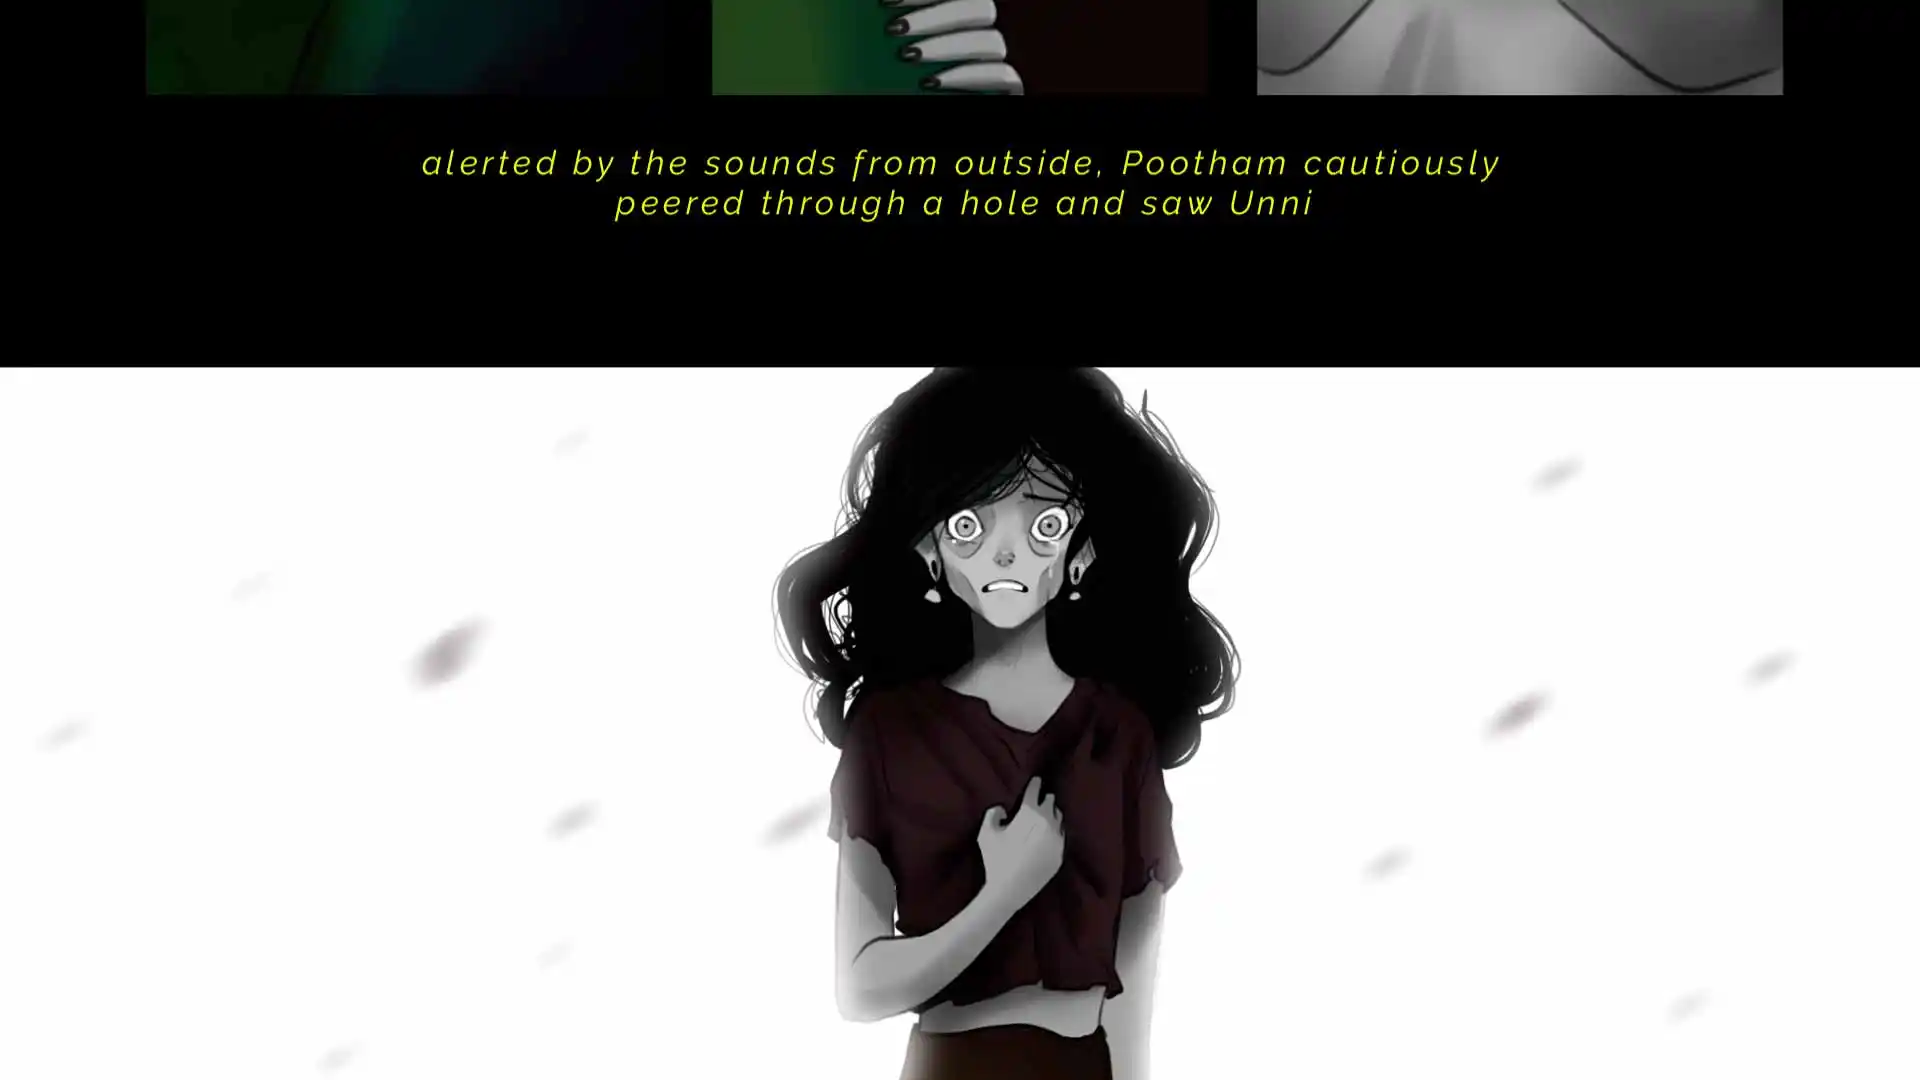 alerted by the sounds from outside, Pootham cautiously
peered through a hole and saw Unni